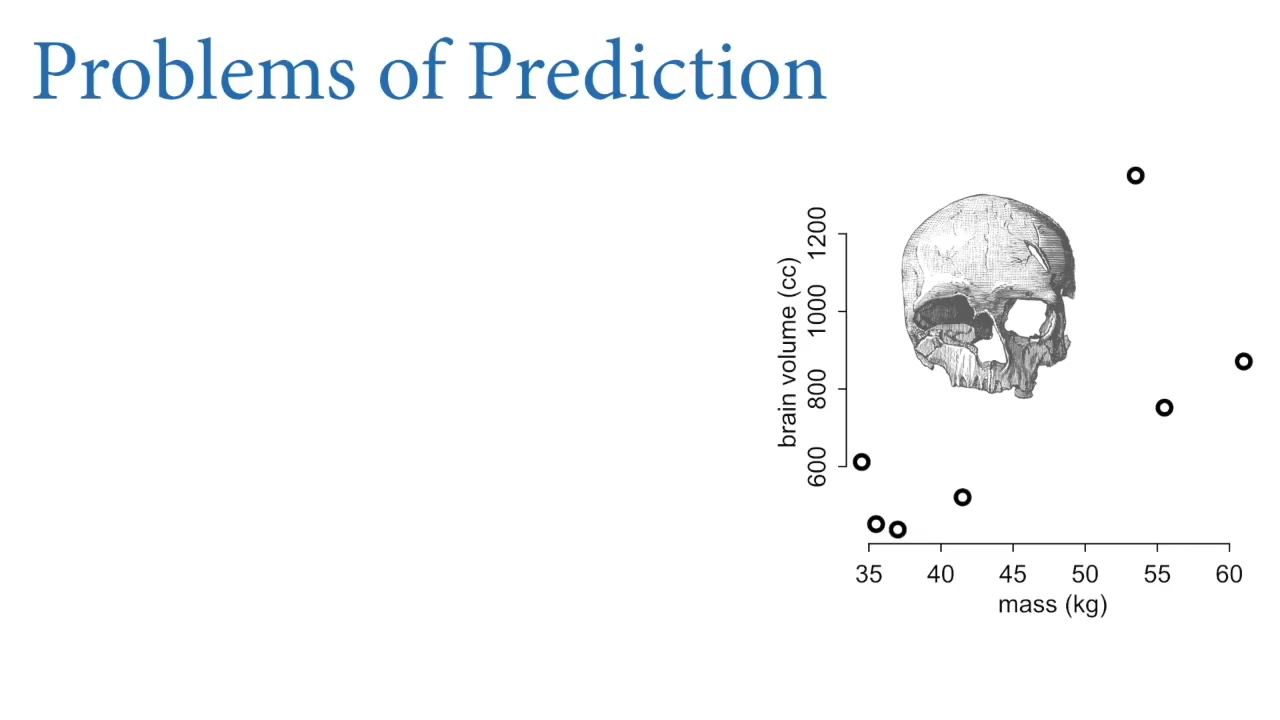 Problems of Prediction
brain volume (cc)
1200
1000
800
600
35 40 45 50 55 60
mass (kg)